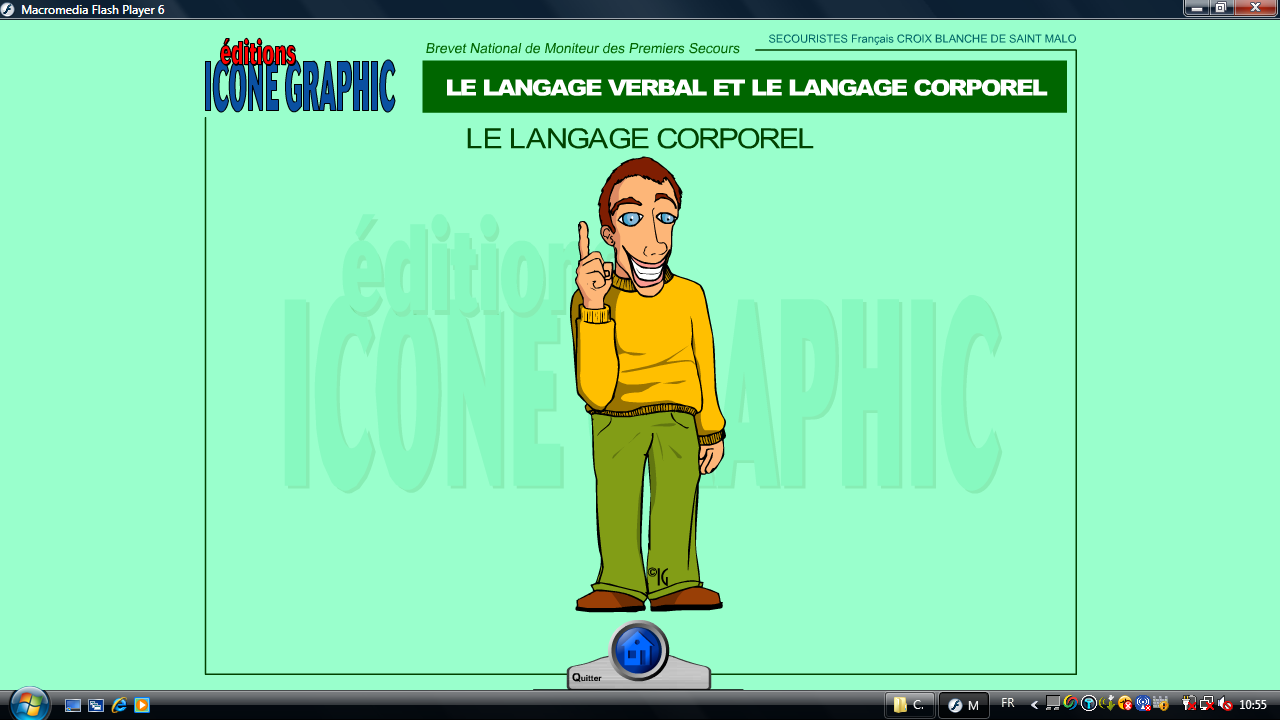 Macromedia Flash Player 6
éditions
ICONE GRAPHIC
Brevet National de Moniteur des Premiers Secours
SECOURISTES Français CROIX BLANCHE DE SAINT MALO
LE LANGAGE VERBAL ET LE LANGAGE CORPOREL
LE LANGAGE CORPOREL
éditions
ICONE GRAPHIC
©IG
Quitter
C. M FR 10:55